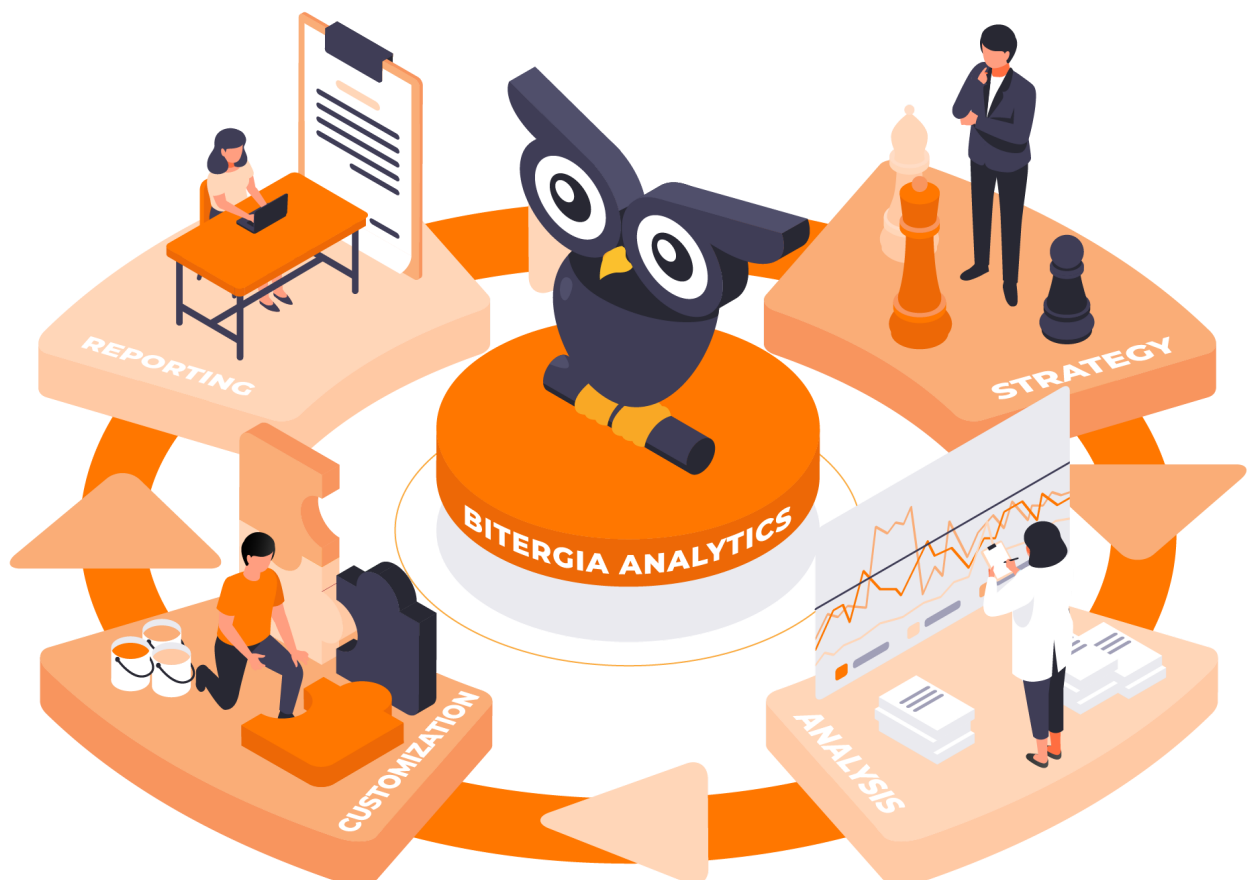 REPORTING
STRATEGY
BITERGIA ANALYTICS
CUSTOMIZATION
ANALYSIS